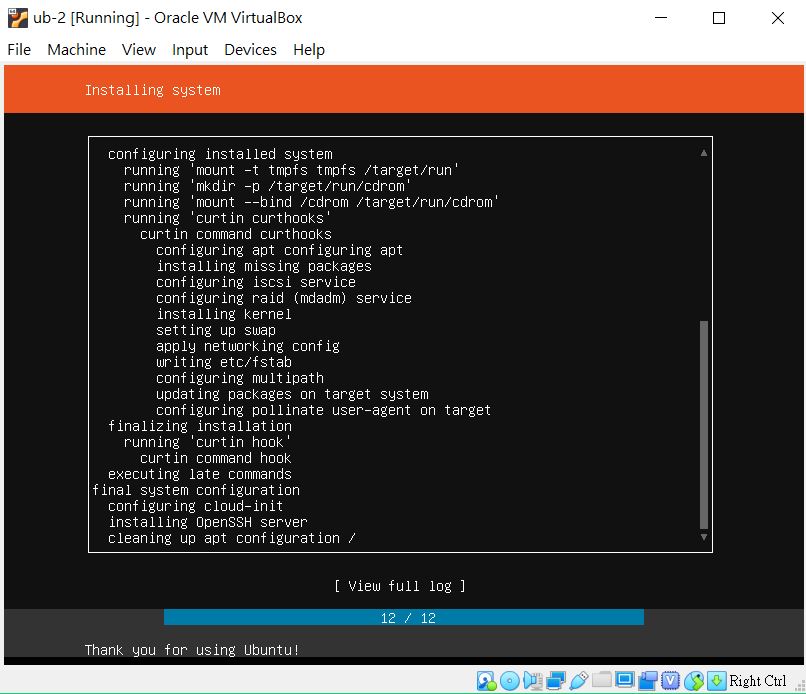 ub-2 [Running] - Oracle VM VirtualBox
File Machine View Input Devices Help
Installing system
configuring installed system
running 'mount -t tmpfs tmpfs /target/run'
running 'mkdir -p /target/run/cdrom'
running 'mount --bind /cdrom /target/run/cdrom'
running 'curtin curthooks'
curtin command curthooks
configuring apt configuring apt
installing missing packages
configuring iscsi service
configuring raid (mdadm) service
installing kernel
setting up swap
apply networking config
writing etc/fstab
configuring multipath
updating packages on target system
configuring pollinate user-agent on target
finalizing installation
running 'curtin hook'
curtin command hook
executing late commands
final system configuration
configuring cloud-init
installing OpenSSH server
cleaning up apt configuration /
[ View full log ]
12 / 12
Thank you for using Ubuntu!
Right Ctrl